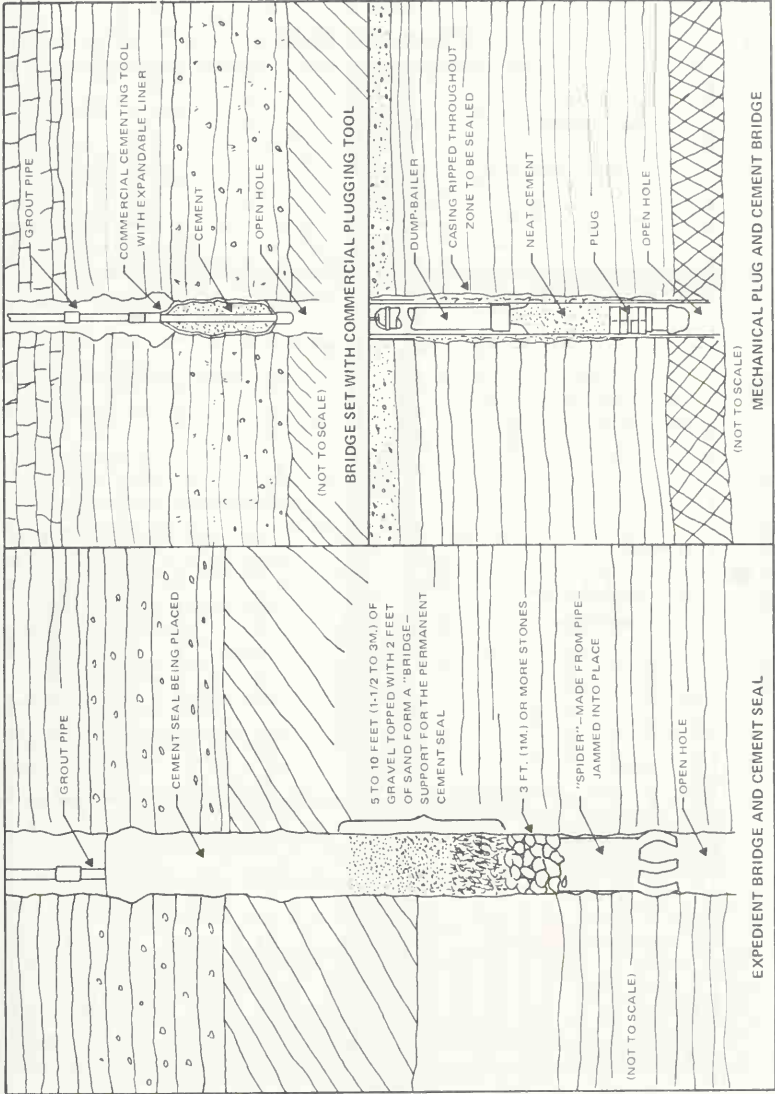 GROUT PIPE
CEMENT SEAL BEING PLACED
5 TO 10 FEET (1-1/2 TO 3M.) OF
GRAVEL TOPPED WITH 2 FEET
OF SAND FORM A "BRIDGE–
SUPPORT FOR THE PERMANENT
CEMENT SEAL
3 FT. (1M.) OR MORE STONES
"SPIDER"–MADE FROM PIPE–
JAMMED INTO PLACE
OPEN HOLE
(NOT TO SCALE)
EXPEDIENT BRIDGE AND CEMENT SEAL
GROUT PIPE
COMMERCIAL CEMENTING TOOL
WITH EXPANDABLE LINER
CEMENT
OPEN HOLE
(NOT TO SCALE)
BRIDGE SET WITH COMMERCIAL PLUGGING TOOL
DUMP-BAILER
CASING RIPPED THROUGHOUT
ZONE TO BE SEALED
NEAT CEMENT
PLUG
OPEN HOLE
(NOT TO SCALE)
MECHANICAL PLUG AND CEMENT BRIDGE